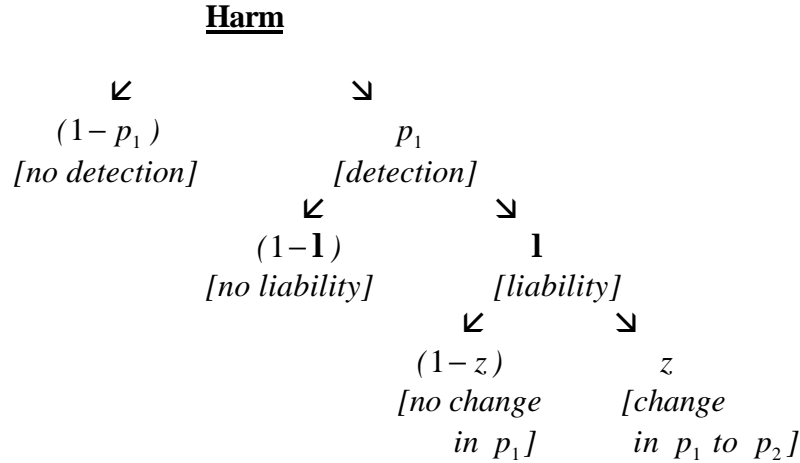 Harm
(1− p₁ ) p₁
[no detection] [detection]
(1− l ) l
[no liability] [liability]
(1− z ) z
[no change [change
in p₁ ] in p₁ to p₂ ]